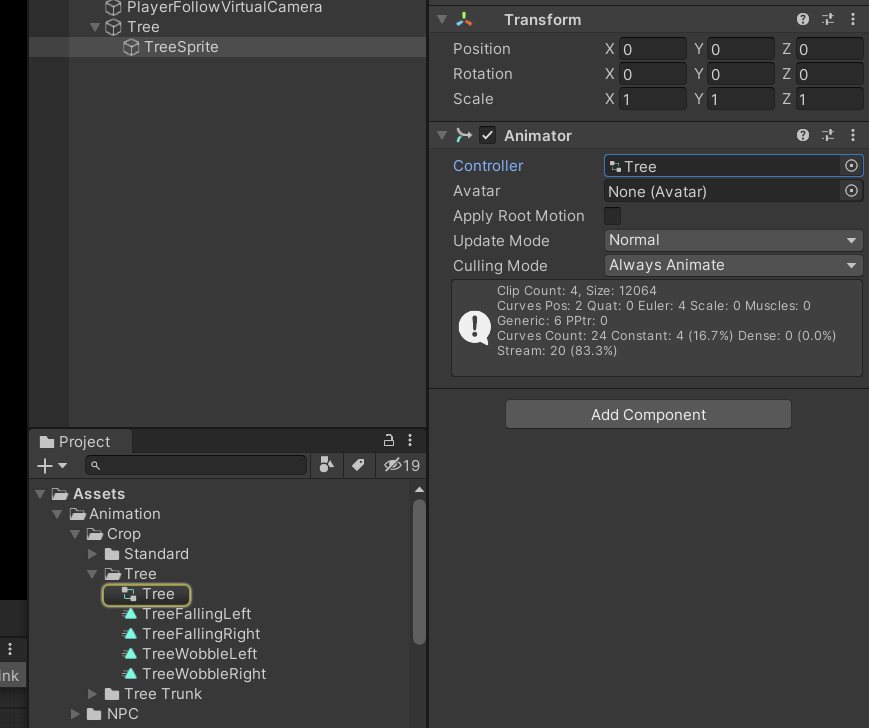 PlayerFollowVirtualCamera
Tree
TreeSprite
Transform
Position X 0 Y 0 Z 0
Rotation X 0 Y 0 Z 0
Scale X 1 Y 1 Z 1
Animator
Controller Tree
Avatar None (Avatar)
Apply Root Motion
Update Mode Normal
Culling Mode Always Animate
Clip Count: 4, Size: 12064
Curves Pos: 2 Quat: 0 Euler: 4 Scale: 0 Muscles: 0
Generic: 6 PPtr: 0
Curves Count: 24 Constant: 4 (16.7%) Dense: 0 (0.0%)
Stream: 20 (83.3%)
Add Component
Project
19
Assets
Animation
Crop
Standard
Tree
Tree
TreeFallingLeft
TreeFallingRight
TreeWobbleLeft
TreeWobbleRight
Tree Trunk
NPC
ink